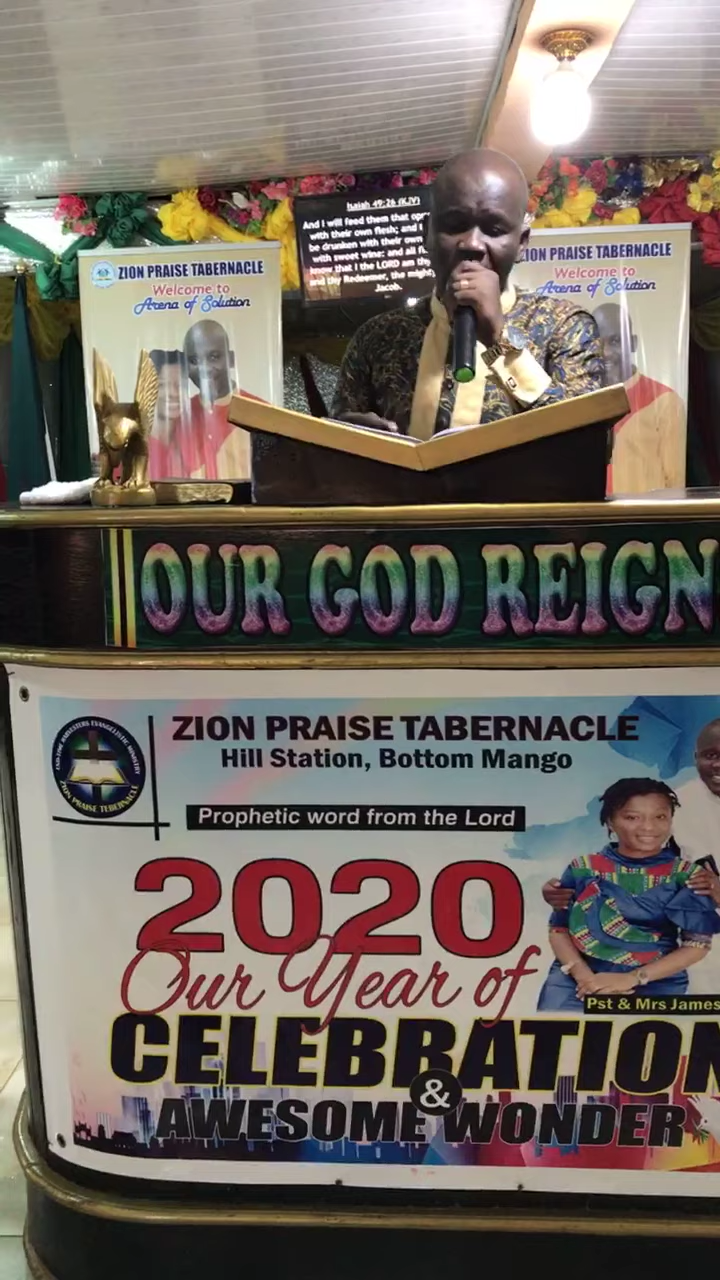 Isaiah 49:26 (KJV)
And I will feed them that
with their own flesh; and
be drunken with their own
with sweet wine: and all
know that I the LORD am thy
and thy Redeemer, the mighty
Jacob.
ZION PRAISE TABERNACLE
Welcome to
Arena of Solution
ZION PRAISE TABERNACLE
Welcome to
Arena of Solution
OUR GOD REIGN
ZION PRAISE TABERNACLE
Hill Station, Bottom Mango
ZION PRAISE TEBERNACLE
Prophetic word from the Lord
2020
Our Year of
Pst & Mrs James
CELEBRATION
&
AWESOME WONDER